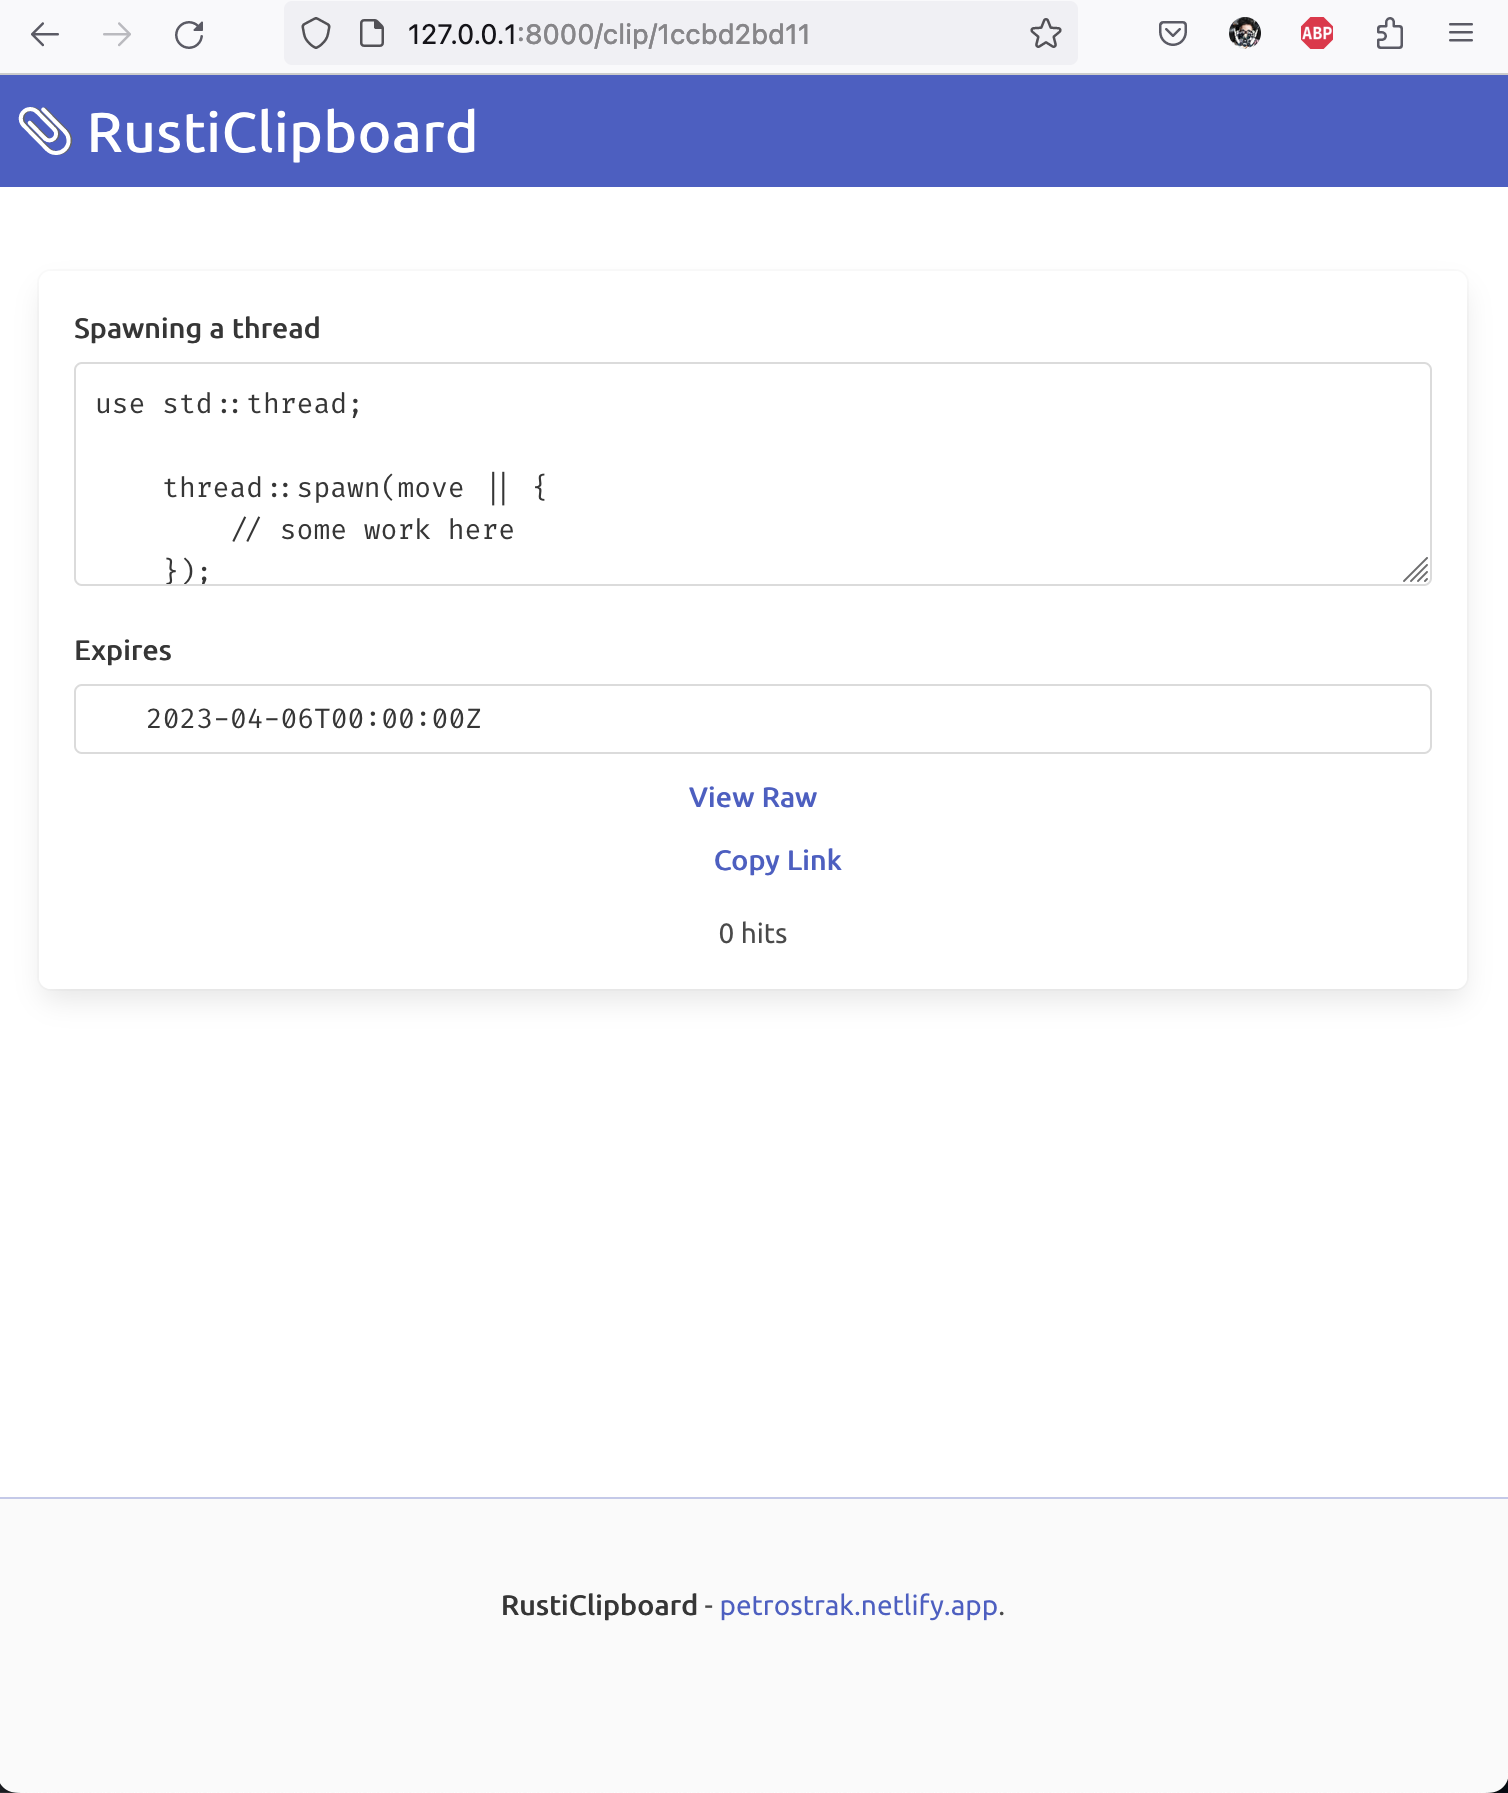 127.0.0.1:8000/clip/1ccbd2bd11
ABP
RustiClipboard
Spawning a thread
use std::thread;
    thread::spawn(move || {
        // some work here
    });
Expires
2023-04-06T00:00:00Z
View Raw
Copy Link
0 hits
RustiClipboard - petrostrak.netlify.app.